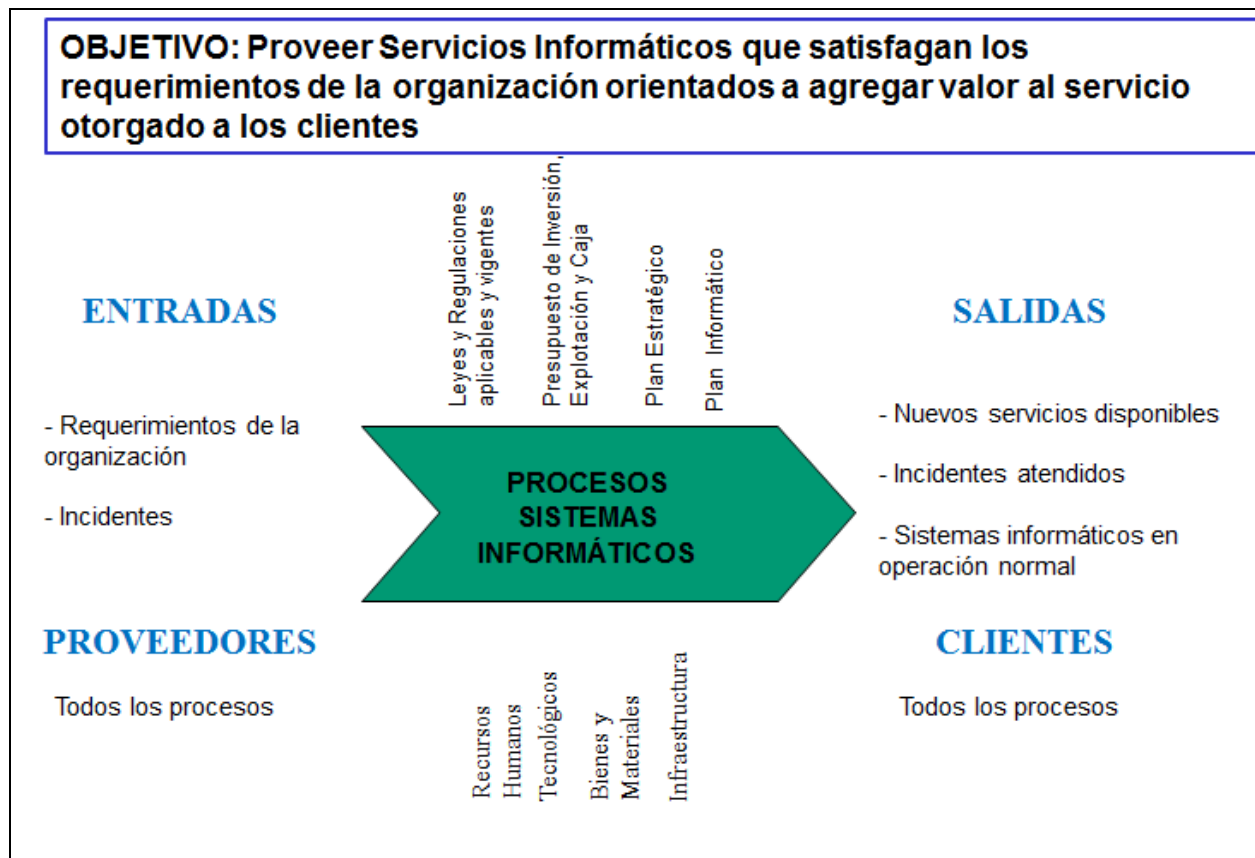 OBJETIVO: Proveer Servicios Informáticos que satisfagan los
requerimientos de la organización orientados a agregar valor al servicio
otorgado a los clientes
Leyes y Regulaciones
aplicables y vigentes
Presupuesto de Inversión,
Explotación y Caja
Plan Estratégico
Plan Informático
ENTRADAS
- Requerimientos de la
organización
- Incidentes
PROCESOS
SISTEMAS
INFORMÁTICOS
SALIDAS
- Nuevos servicios disponibles
- Incidentes atendidos
- Sistemas informáticos en
operación normal
PROVEEDORES
Todos los procesos
Recursos
Humanos
Tecnológicos
Bienes y
Materiales
Infraestructura
CLIENTES
Todos los procesos